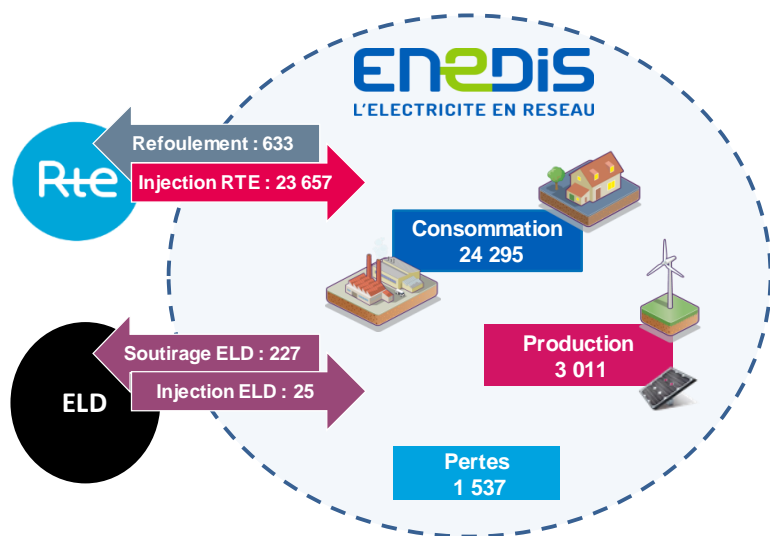 ENEDIS
L'ELECTRICITE EN RESEAU
Rte
Refoulement : 633
Injection RTE : 23 657
Consommation
24 295
ELD
Soutirage ELD : 227
Injection ELD : 25
Production
3 011
Pertes
1 537